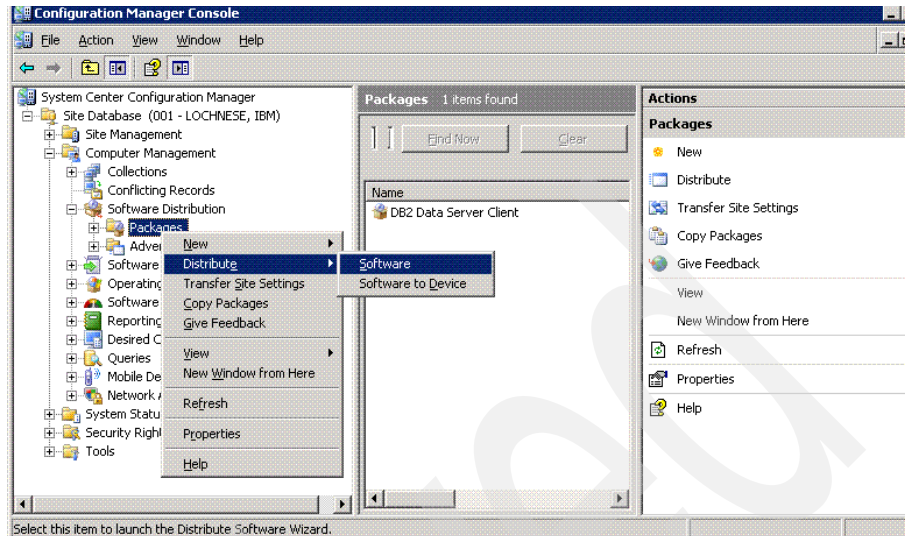 Configuration Manager Console
File Action View Window Help
System Center Configuration Manager
Site Database (001 - LOCHNESE, IBM)
Site Management
Computer Management
Collections
Conflicting Records
Software Distribution
Packages
Adver
Software
Operating
Software
Reporting
Desired C
Queries
Mobile De
Network A
System Statu
Security Righ
Tools
New
Distribute
Transfer Site Settings
Copy Packages
Give Feedback
View
New Window from Here
Refresh
Properties
Help
Software
Software to Device
Packages 1 items found
Find Now Clear
Name
DB2 Data Server Client
Actions
Packages
New
Distribute
Transfer Site Settings
Copy Packages
Give Feedback
View
New Window from Here
Refresh
Properties
Help
Select this item to launch the Distribute Software Wizard.